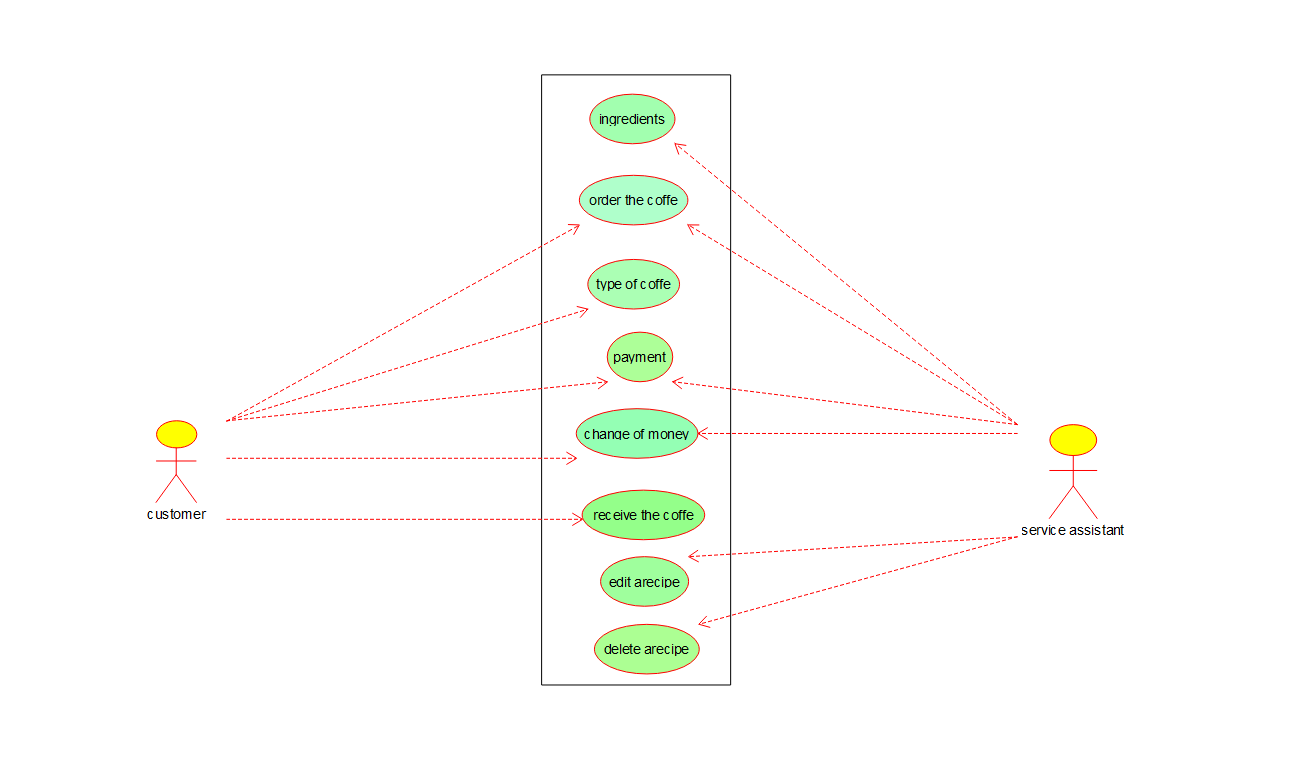 ingredients
order the coffe
type of coffe
payment
change of money
receive the coffe
edit arecipe
delete arecipe
customer
service assistant